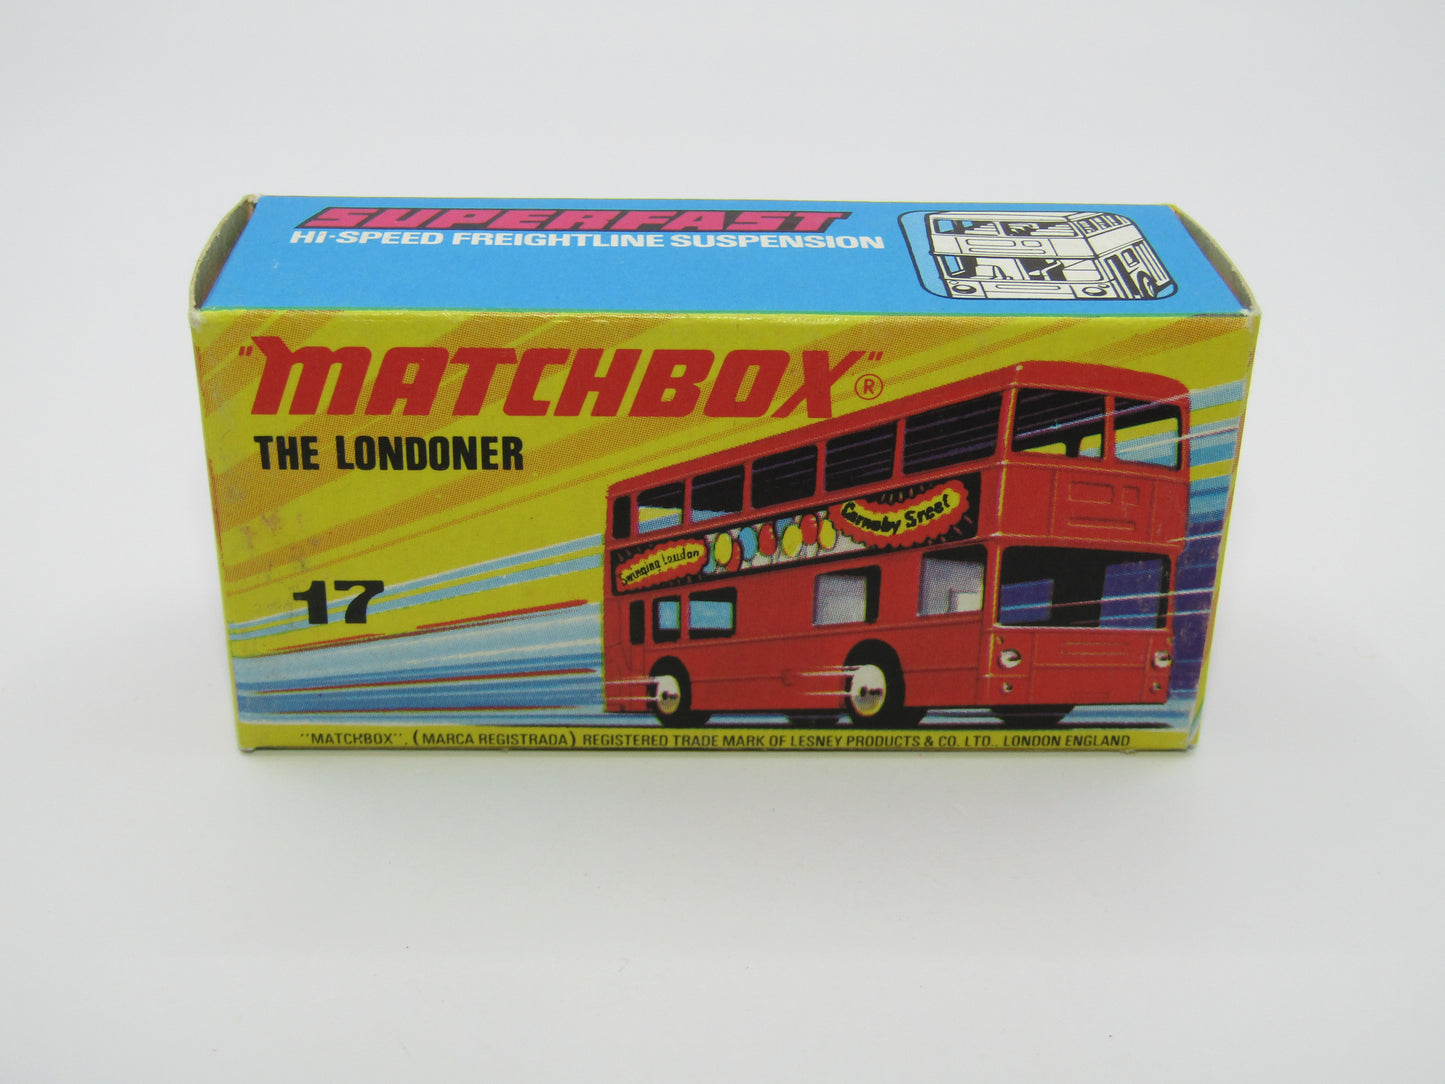 SUPERFAST
HI-SPEED FREIGHTLINE SUSPENSION
"MATCHBOX"®
THE LONDONER
17
Swinging London
Carnaby Sreet
"MATCHBOX". (MARCA REGISTRADA) REGISTERED TRADE MARK OF LESNEY PRODUCTS & CO. LTD., LONDON ENGLAND